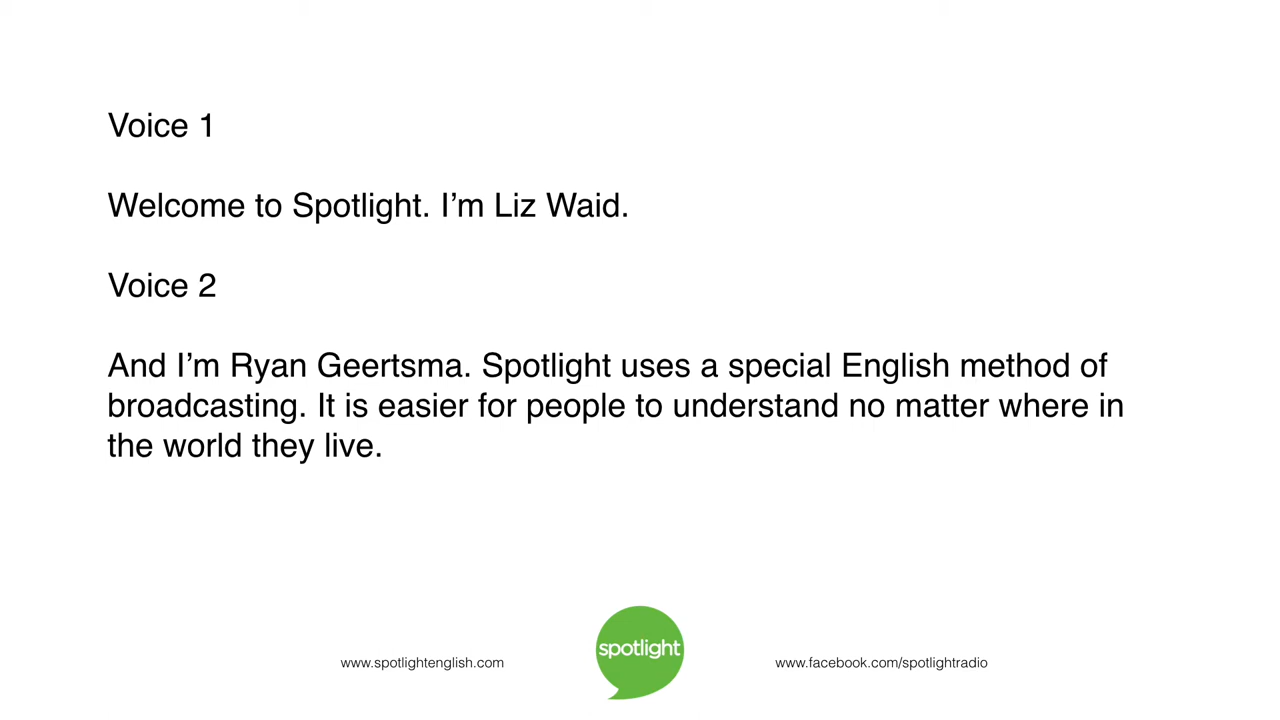 Voice 1
Welcome to Spotlight. I’m Liz Waid.
Voice 2
And I’m Ryan Geertsma. Spotlight uses a special English method of
broadcasting. It is easier for people to understand no matter where in
the world they live.
www.spotlightenglish.com
spotlight
www.facebook.com/spotlightradio